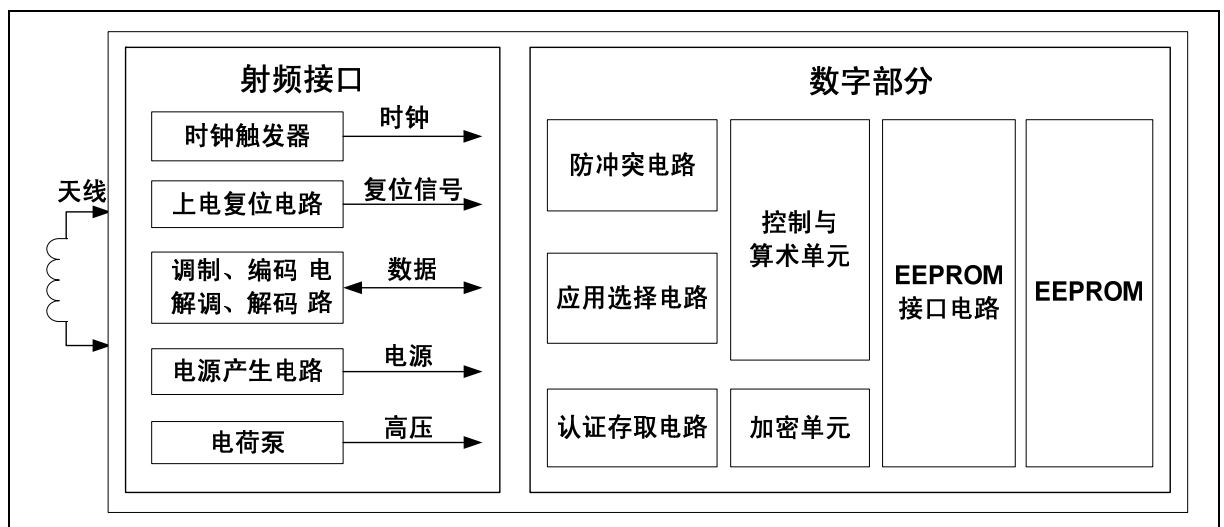 射频接口
时钟触发器
时钟
上电复位电路
复位信号
天线
调制、编码 电
解调、解码 路
数据
电源产生电路
电源
电荷泵
高压
数字部分
防冲突电路
应用选择电路
认证存取电路
控制与
算术单元
加密单元
EEPROM
接口电路
EEPROM